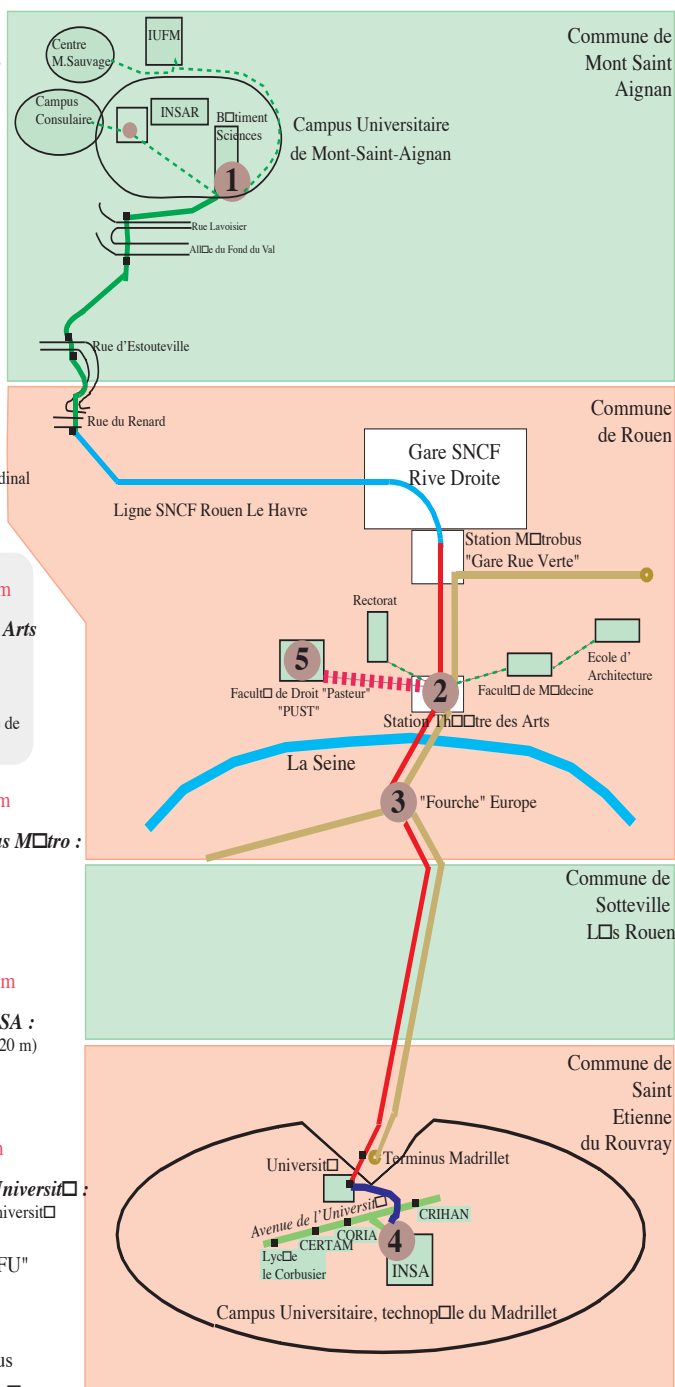 Commune de
Mont Saint
Aignan
IUFM
Centre
M.Sauvage
Campus
Consulaire
INSAR
B□timent
Sciences
Campus Universitaire
de Mont-Saint-Aignan
1
Rue Lavoisier
All□e du Fond du Val
Rue d'Estouteville
Rue du Renard
Commune
de Rouen
Gare SNCF
Rive Droite
dinal
Ligne SNCF Rouen Le Havre
Station M□trobus
"Gare Rue Verte"
m
Rectorat
Arts
5
Ecole d'
Architecture
Facult□ de Droit "Pasteur"
"PUST"
2
Facult□ de M□decine
Station Th□□tre des Arts
de
La Seine
m
3
"Fourche" Europe
us M□tro :
Commune de
Sotteville
L□s Rouen
m
SA :
20 m)
Commune de
Saint
Etienne
du Rouvray
Universit□
Terminus Madrillet
Universit□ :
niversit□
Avenue de l'Universit□
CRIHAN
CORIA
CERTAM
4
Lyc□e
le Corbusier
INSA
FU"
Campus Universitaire, technop□le du Madrillet
us